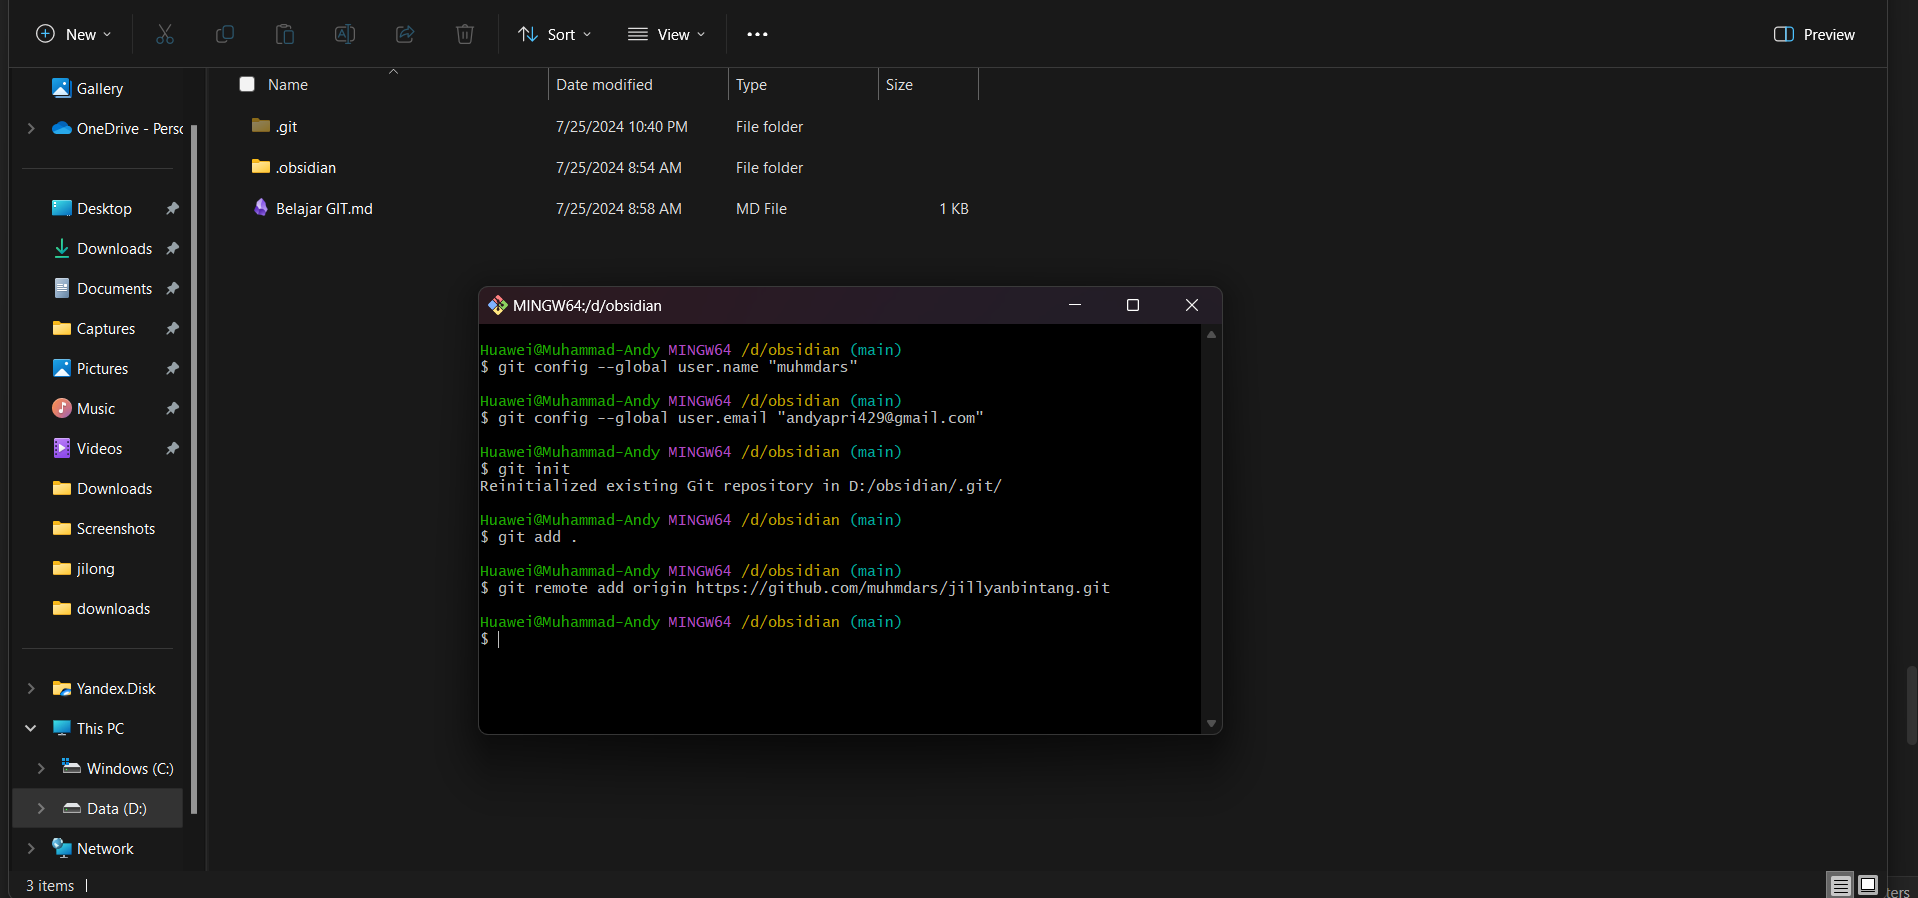 New
Sort
View
Preview
Gallery
OneDrive - Perso
Desktop
Downloads
Documents
Captures
Pictures
Music
Videos
Downloads
Screenshots
jilong
downloads
Yandex.Disk
This PC
Windows (C:)
Data (D:)
Network
Name Date modified Type Size
.git 7/25/2024 10:40 PM File folder
.obsidian 7/25/2024 8:54 AM File folder
Belajar GIT.md 7/25/2024 8:58 AM MD File 1 KB
MINGW64:/d/obsidian
Huawei@Muhammad-Andy MINGW64 /d/obsidian (main)
$ git config --global user.name "muhmdars"
Huawei@Muhammad-Andy MINGW64 /d/obsidian (main)
$ git config --global user.email "andyapri429@gmail.com"
Huawei@Muhammad-Andy MINGW64 /d/obsidian (main)
$ git init
Reinitialized existing Git repository in D:/obsidian/.git/
Huawei@Muhammad-Andy MINGW64 /d/obsidian (main)
$ git add .
Huawei@Muhammad-Andy MINGW64 /d/obsidian (main)
$ git remote add origin https://github.com/muhmdars/jillyanbintang.git
Huawei@Muhammad-Andy MINGW64 /d/obsidian (main)
$
3 items